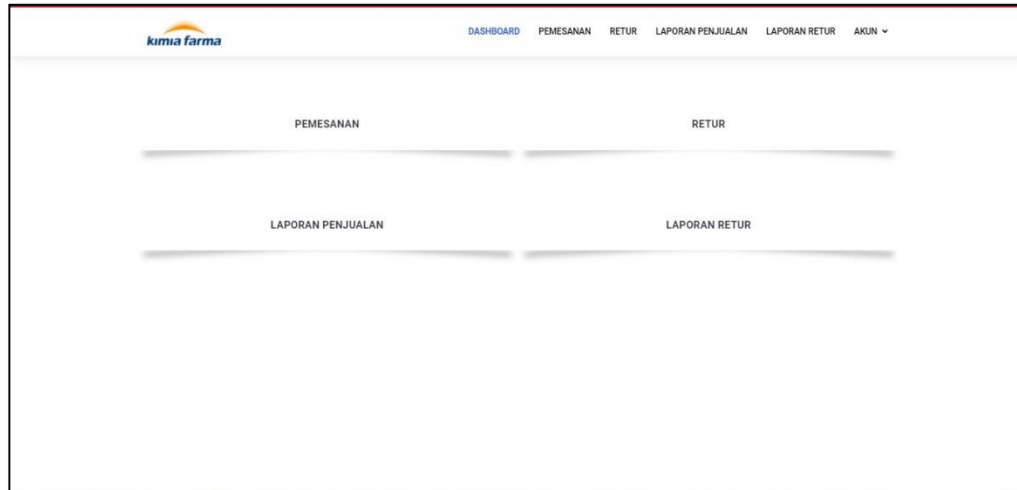 kimia farma
DASHBOARD PEMESANAN RETUR LAPORAN PENJUALAN LAPORAN RETUR AKUN
PEMESANAN RETUR
LAPORAN PENJUALAN LAPORAN RETUR